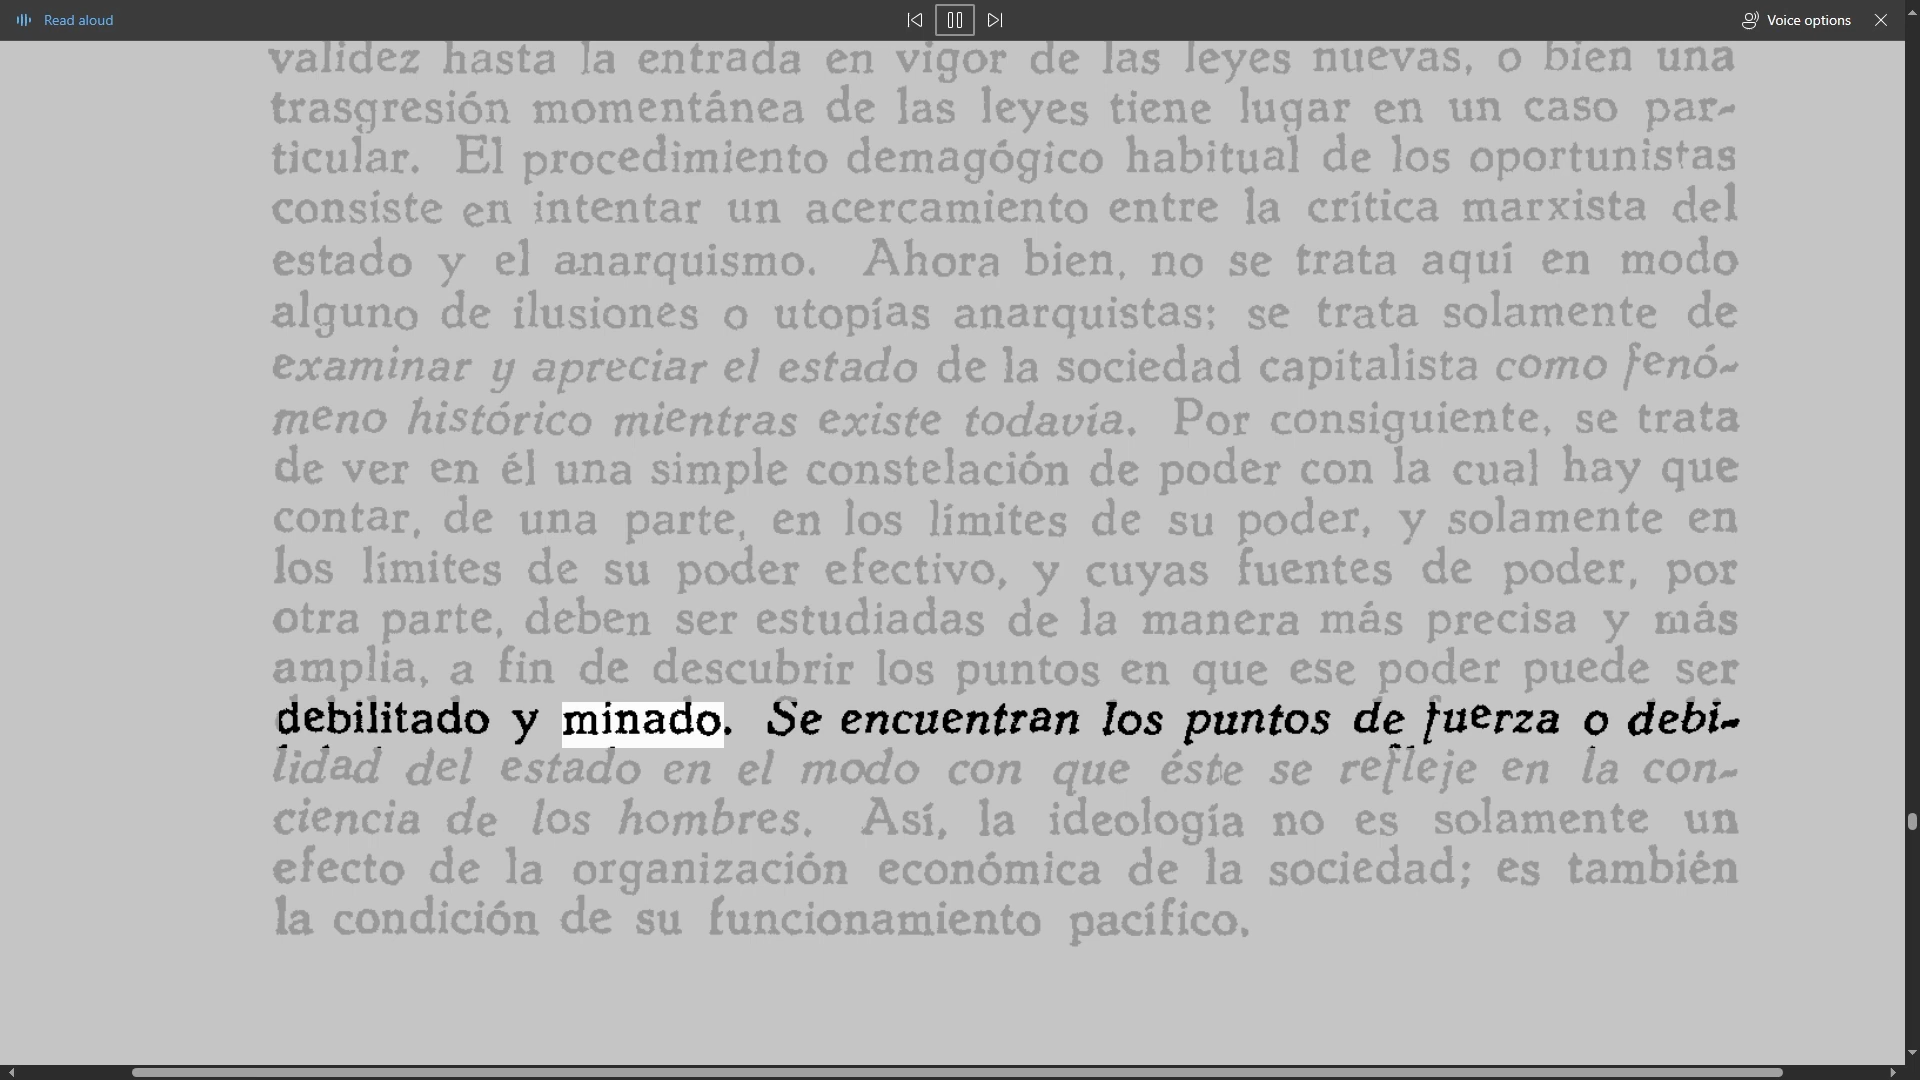 Read aloud
Voice options
validez hasta la entrada en vigor de las leyes nuevas, o bien una
trasgresión momentánea de las leyes tiene lugar en un caso par-
ticular. El procedimiento demagógico habitual de los oportunistas
consiste en intentar un acercamiento entre la crítica marxista del
estado y el anarquismo. Ahora bien, no se trata aquí en modo
alguno de ilusiones o utopías anarquistas; se trata solamente de
examinar y apreciar el estado de la sociedad capitalista como fenó-
meno histórico mientras existe todavía. Por consiguiente, se trata
de ver en él una simple constelación de poder con la cual hay que
contar, de una parte, en los límites de su poder, y solamente en
los límites de su poder efectivo, y cuyas fuentes de poder, por
otra parte, deben ser estudiadas de la manera más precisa y más
amplia, a fin de descubrir los puntos en que ese poder puede ser
debilitado y minado. Se encuentran los puntos de fuerza o debi-
lidad del estado en el modo con que éste se refleje en la con-
ciencia de los hombres. Así, la ideología no es solamente un
efecto de la organización económica de la sociedad; es también
la condición de su funcionamiento pacífico.